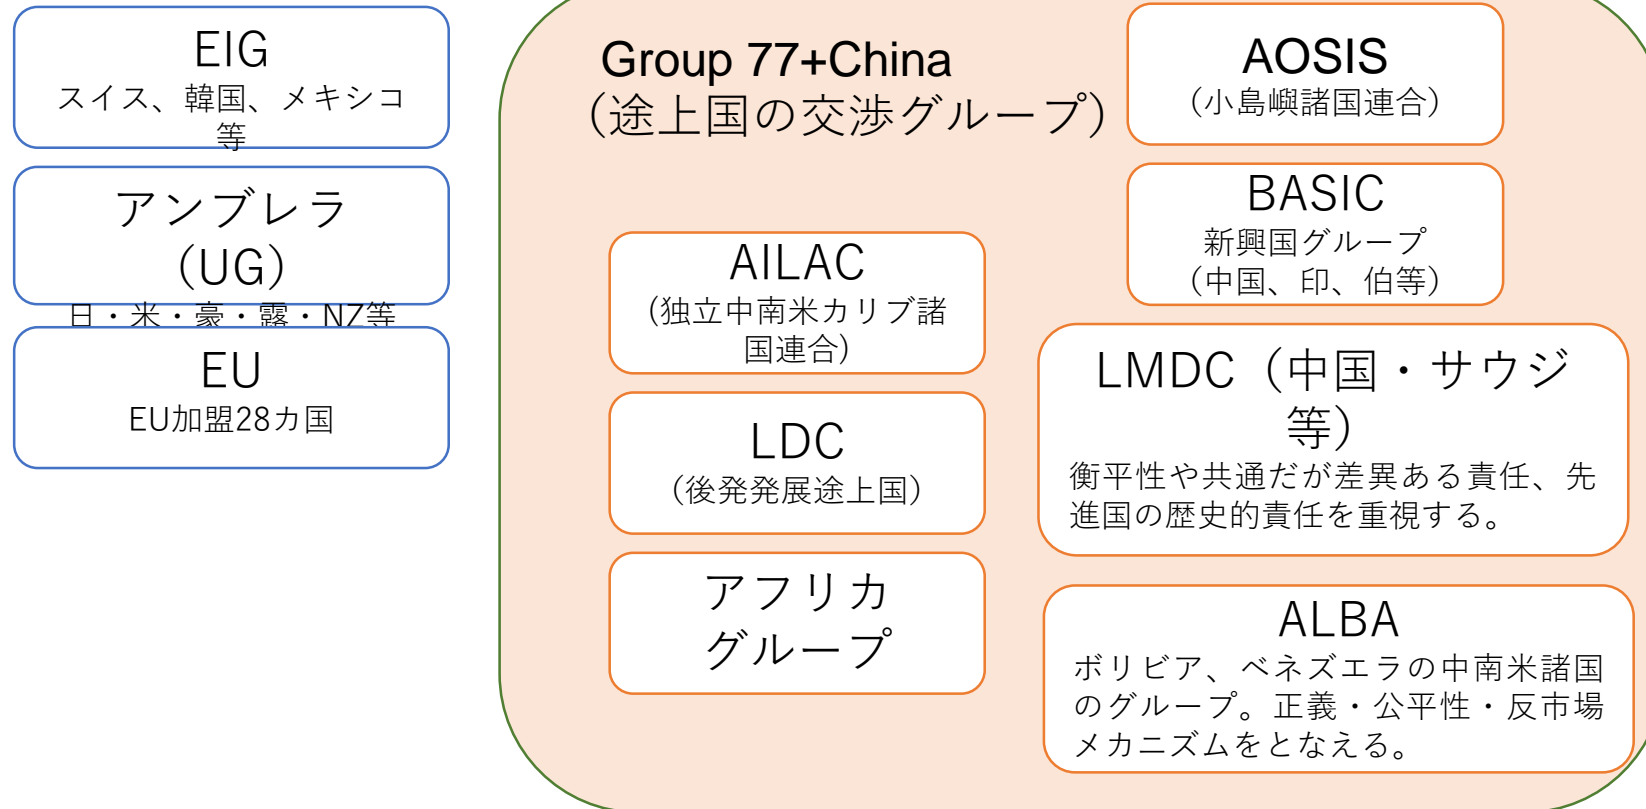 EIG
スイス、韓国、メキシコ
等
アンブレラ
（UG）
日・米・豪・露・NZ等
EU
EU加盟28カ国
Group 77+China
（途上国の交渉グループ）
AOSIS
（小島嶼諸国連合）
BASIC
新興国グループ
（中国、印、伯等）
AILAC
（独立中南米カリブ諸
国連合）
LDC
（後発発展途上国）
アフリカ
グループ
LMDC（中国・サウジ
等）
衡平性や共通だが差異ある責任、先
進国の歴史的責任を重視する。
ALBA
ボリビア、ベネズエラの中南米諸国
のグループ。正義・公平性・反市場
メカニズムをとなえる。